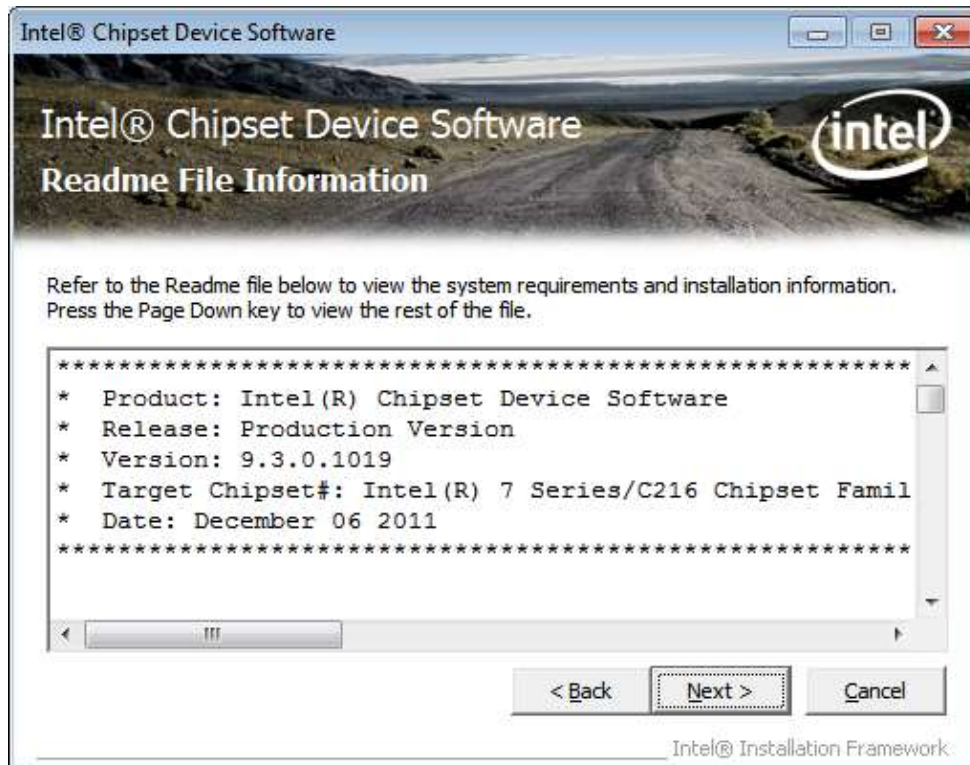 Intel® Chipset Device Software
Intel® Chipset Device Software
intel
Readme File Information
Refer to the Readme file below to view the system requirements and installation information.
Press the Page Down key to view the rest of the file.
********************************************************
* Product: Intel(R) Chipset Device Software
* Release: Production Version
* Version: 9.3.0.1019
* Target Chipset#: Intel(R) 7 Series/C216 Chipset Famil
* Date: December 06 2011
********************************************************
< Back Next > Cancel
Intel® Installation Framework